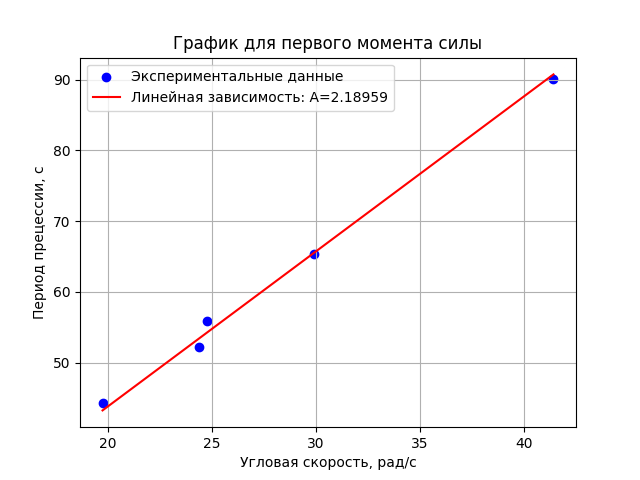 График для первого момента силы
Экспериментальные данные
Линейная зависимость: A=2.18959
Период прецессии, с
90
80
70
60
50
20
25
30
35
40
Угловая скорость, рад/с